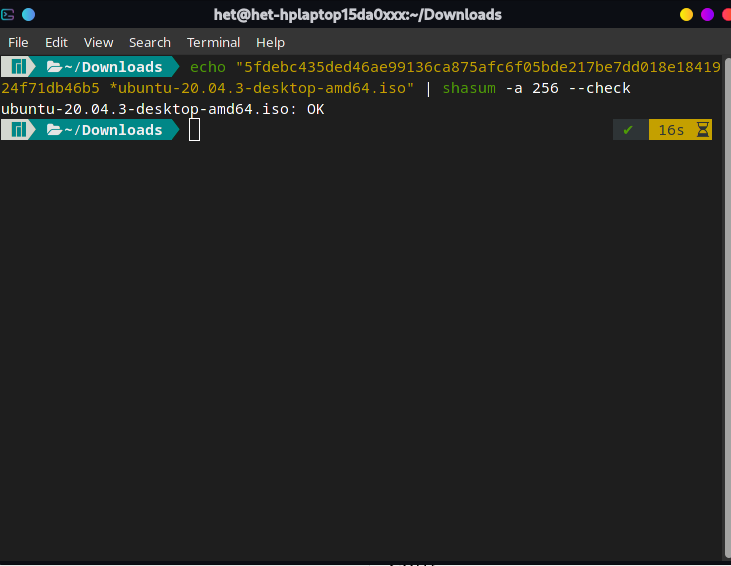 het@het-hplaptop15da0xxx:~/Downloads
File Edit View Search Terminal Help
~/Downloads echo "5fdebc435ded46ae99136ca875afc6f05bde217be7dd018e18419
24f71db46b5 *ubuntu-20.04.3-desktop-amd64.iso" | shasum -a 256 --check
ubuntu-20.04.3-desktop-amd64.iso: OK
~/Downloads ✔ 16s